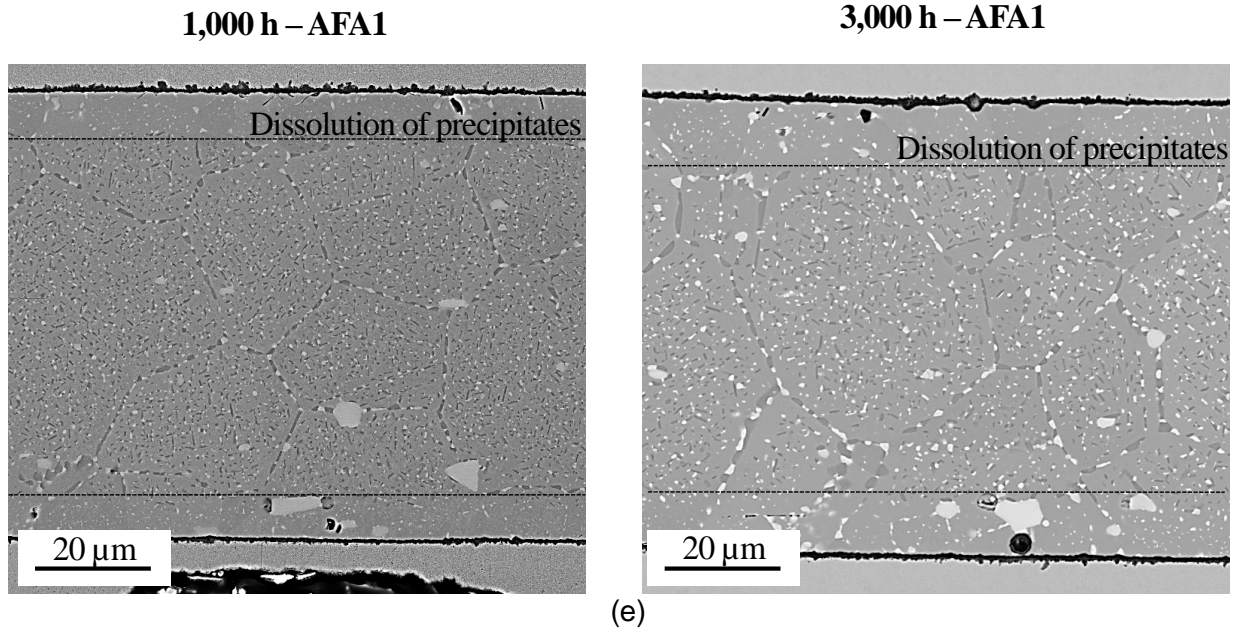 1,000 h – AFA1
3,000 h – AFA1
Dissolution of precipitates
Dissolution of precipitates
20 µm
20 µm
(e)